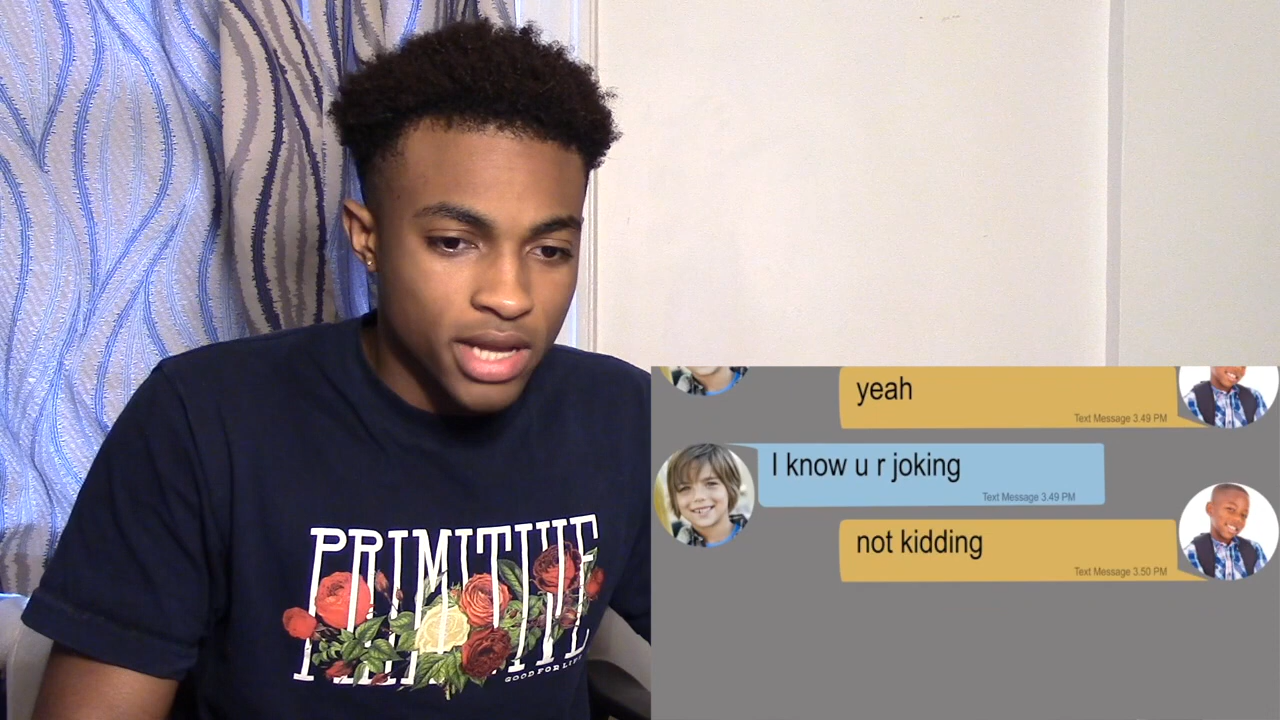 yeah
Text Message 3.49 PM
I know u r joking
Text Message 3.49 PM
not kidding
Text Message 3.50 PM
PRIMITIVE
GOOD FOR LIFE